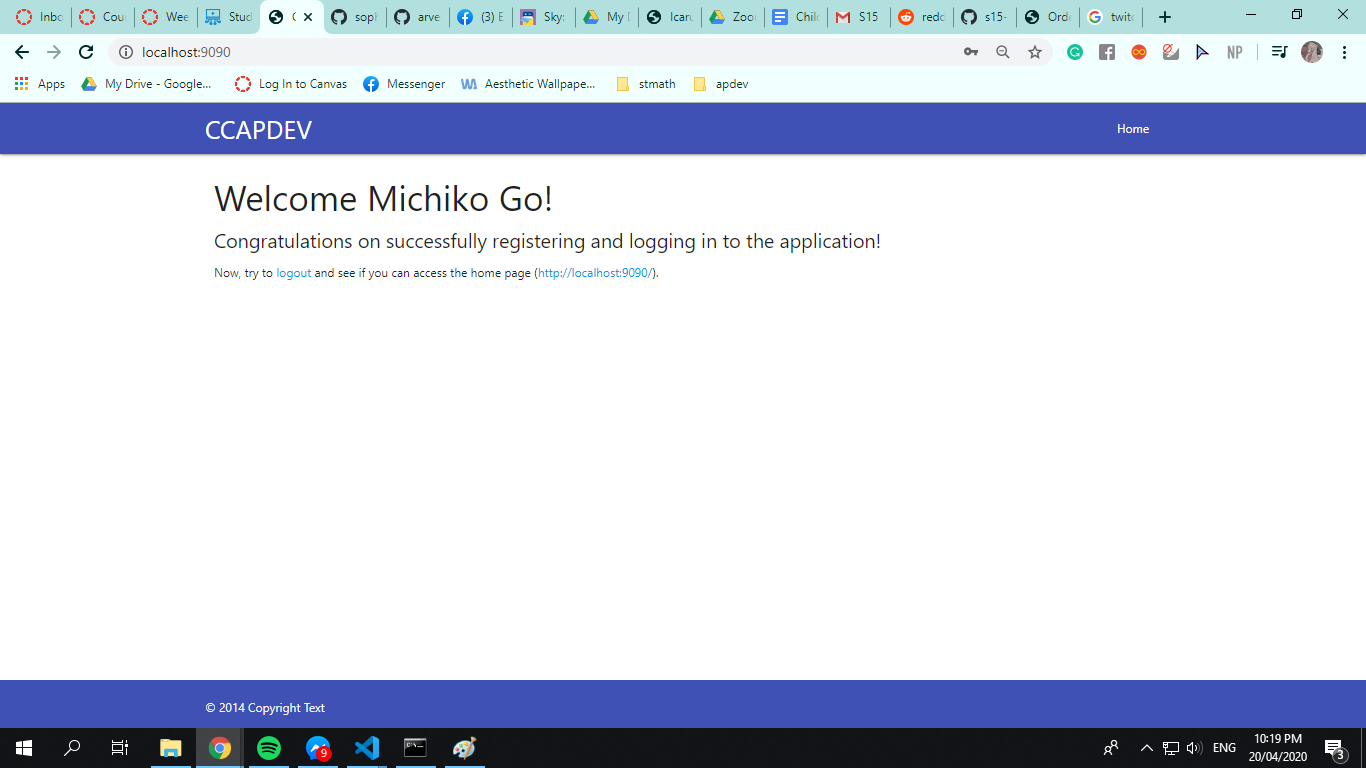 Inbo
Cou
Wee
Stud
soph
arve
(3) E
Sky:
My D
Icaru
Zoo
Chil
S15
redd
s15-
Orde
twit
localhost:9090
NP
Apps
My Drive - Google...
Log In to Canvas
Messenger
Aesthetic Wallpape...
stmath
apdev
CCAPDEV
Home
Welcome Michiko Go!
Congratulations on successfully registering and logging in to the application!
Now, try to logout and see if you can access the home page (http://localhost:9090/).
© 2014 Copyright Text
9
ENG
10:19 PM
20/04/2020
3